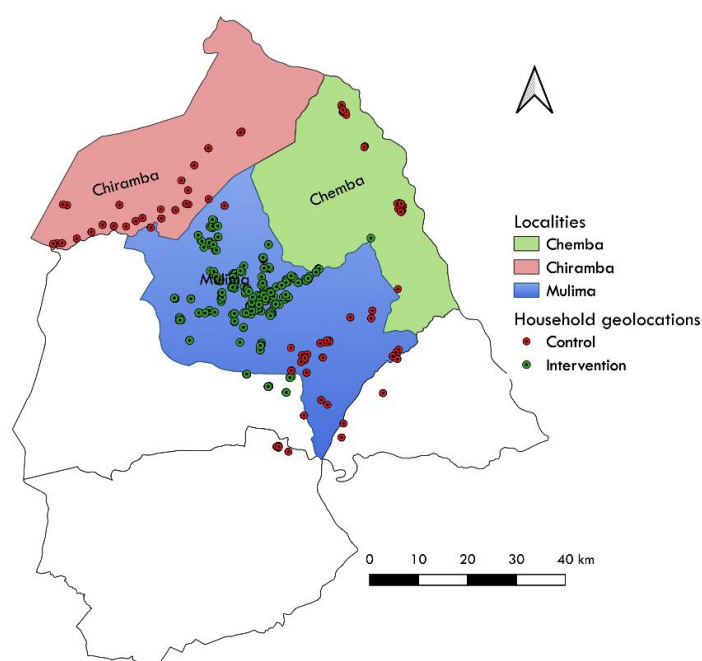 Chiramba
Chemba
Mulima
Localities
Chemba
Chiramba
Mulima
Household geolocations
Control
Intervention
0 10 20 30 40 km